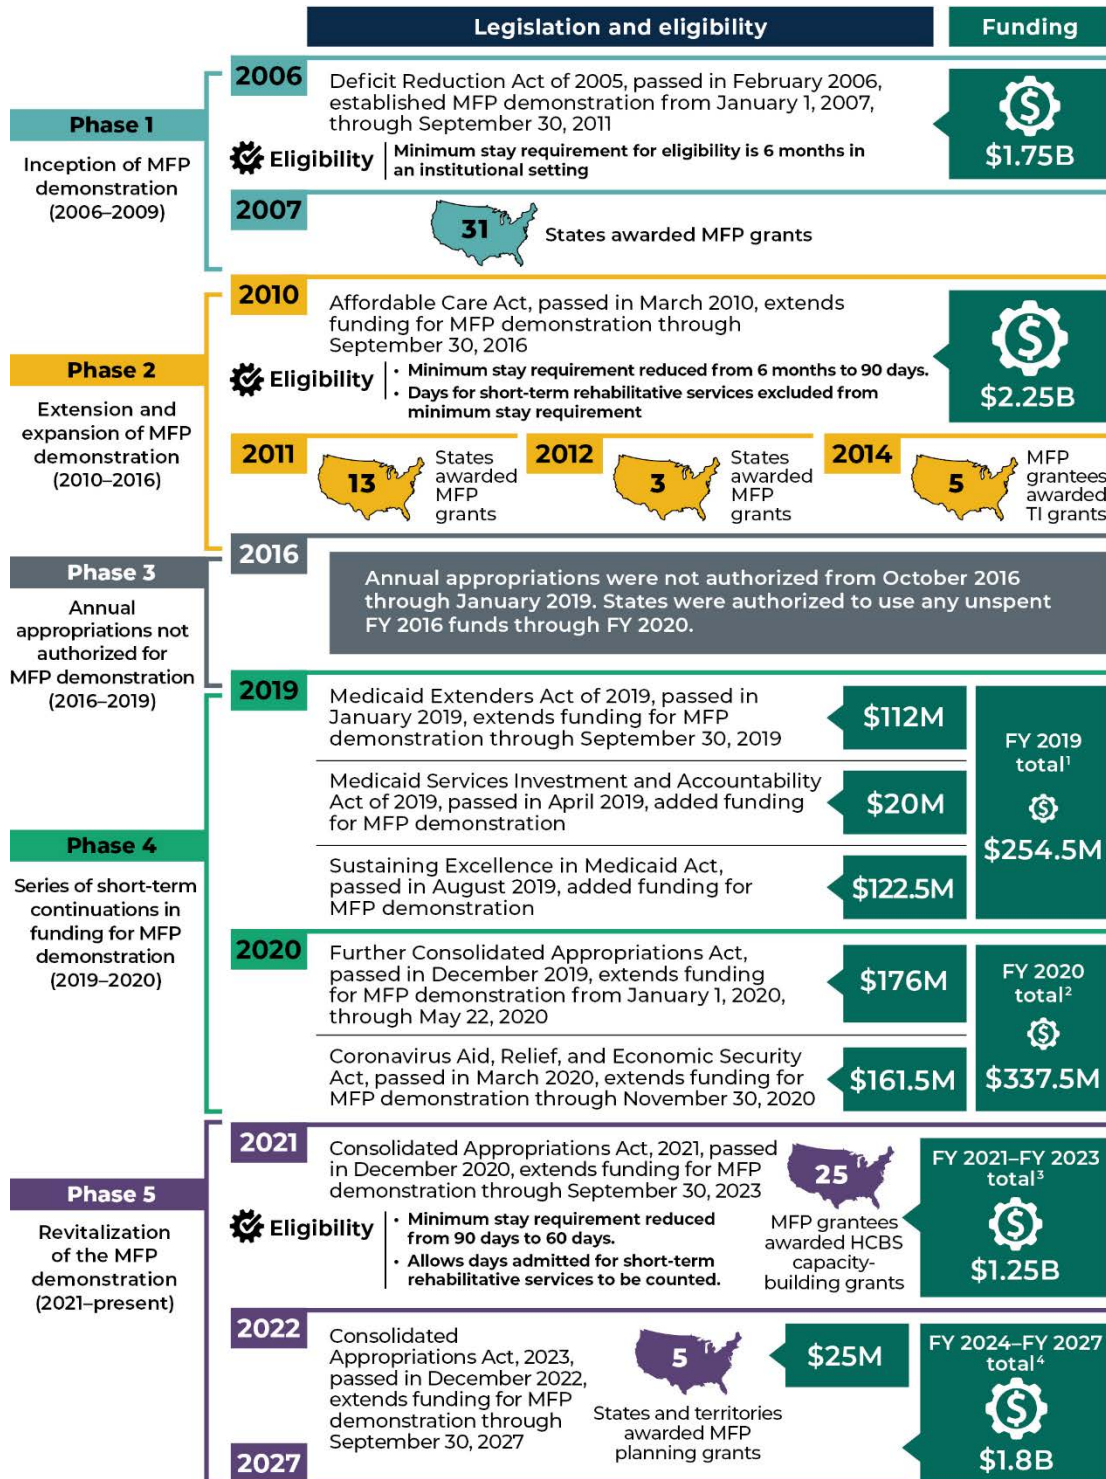 Legislation and eligibility
Funding
Phase 1
Inception of MFP
demonstration
(2006–2009)
2006
Deficit Reduction Act of 2005, passed in February 2006,
established MFP demonstration from January 1, 2007,
through September 30, 2011
Eligibility
Minimum stay requirement for eligibility is 6 months in
an institutional setting
$
$1.75B
2007
31
States awarded MFP grants
Phase 2
Extension and
expansion of MFP
demonstration
(2010–2016)
2010
Affordable Care Act, passed in March 2010, extends
funding for MFP demonstration through
September 30, 2016
Eligibility
• Minimum stay requirement reduced from 6 months to 90 days.
• Days for short-term rehabilitative services excluded from
minimum stay requirement
$
$2.25B
2011
13
States
awarded
MFP
grants
2012
3
States
awarded
MFP
grants
2014
5
MFP
grantees
awarded
TI grants
Phase 3
Annual
appropriations not
authorized for
MFP demonstration
(2016–2019)
2016
Annual appropriations were not authorized from October 2016
through January 2019. States were authorized to use any unspent
FY 2016 funds through FY 2020.
Phase 4
Series of short-term
continuations in
funding for MFP
demonstration
(2019–2020)
2019
Medicaid Extenders Act of 2019, passed in
January 2019, extends funding for MFP
demonstration through September 30, 2019
$112M
Medicaid Services Investment and Accountability
Act of 2019, passed in April 2019, added funding
for MFP demonstration
$20M
Sustaining Excellence in Medicaid Act,
passed in August 2019, added funding for
MFP demonstration
$122.5M
FY 2019
total¹
$
$254.5M
2020
Further Consolidated Appropriations Act,
passed in December 2019, extends funding
for MFP demonstration from January 1, 2020,
through May 22, 2020
$176M
Coronavirus Aid, Relief, and Economic Security
Act, passed in March 2020, extends funding for
MFP demonstration through November 30, 2020
$161.5M
FY 2020
total²
$
$337.5M
Phase 5
Revitalization
of the MFP
demonstration
(2021–present)
2021
Consolidated Appropriations Act, 2021, passed
in December 2020, extends funding for MFP
demonstration through September 30, 2023
Eligibility
• Minimum stay requirement reduced
from 90 days to 60 days.
• Allows days admitted for short-term
rehabilitative services to be counted.
25
MFP grantees
awarded HCBS
capacity-
building grants
FY 2021–FY 2023
total³
$
$1.25B
2022
Consolidated
Appropriations Act, 2023,
passed in December 2022,
extends funding for MFP
demonstration through
September 30, 2027
5
States and territories
awarded MFP
planning grants
$25M
FY 2024–FY 2027
total⁴
$
$1.8B
2027